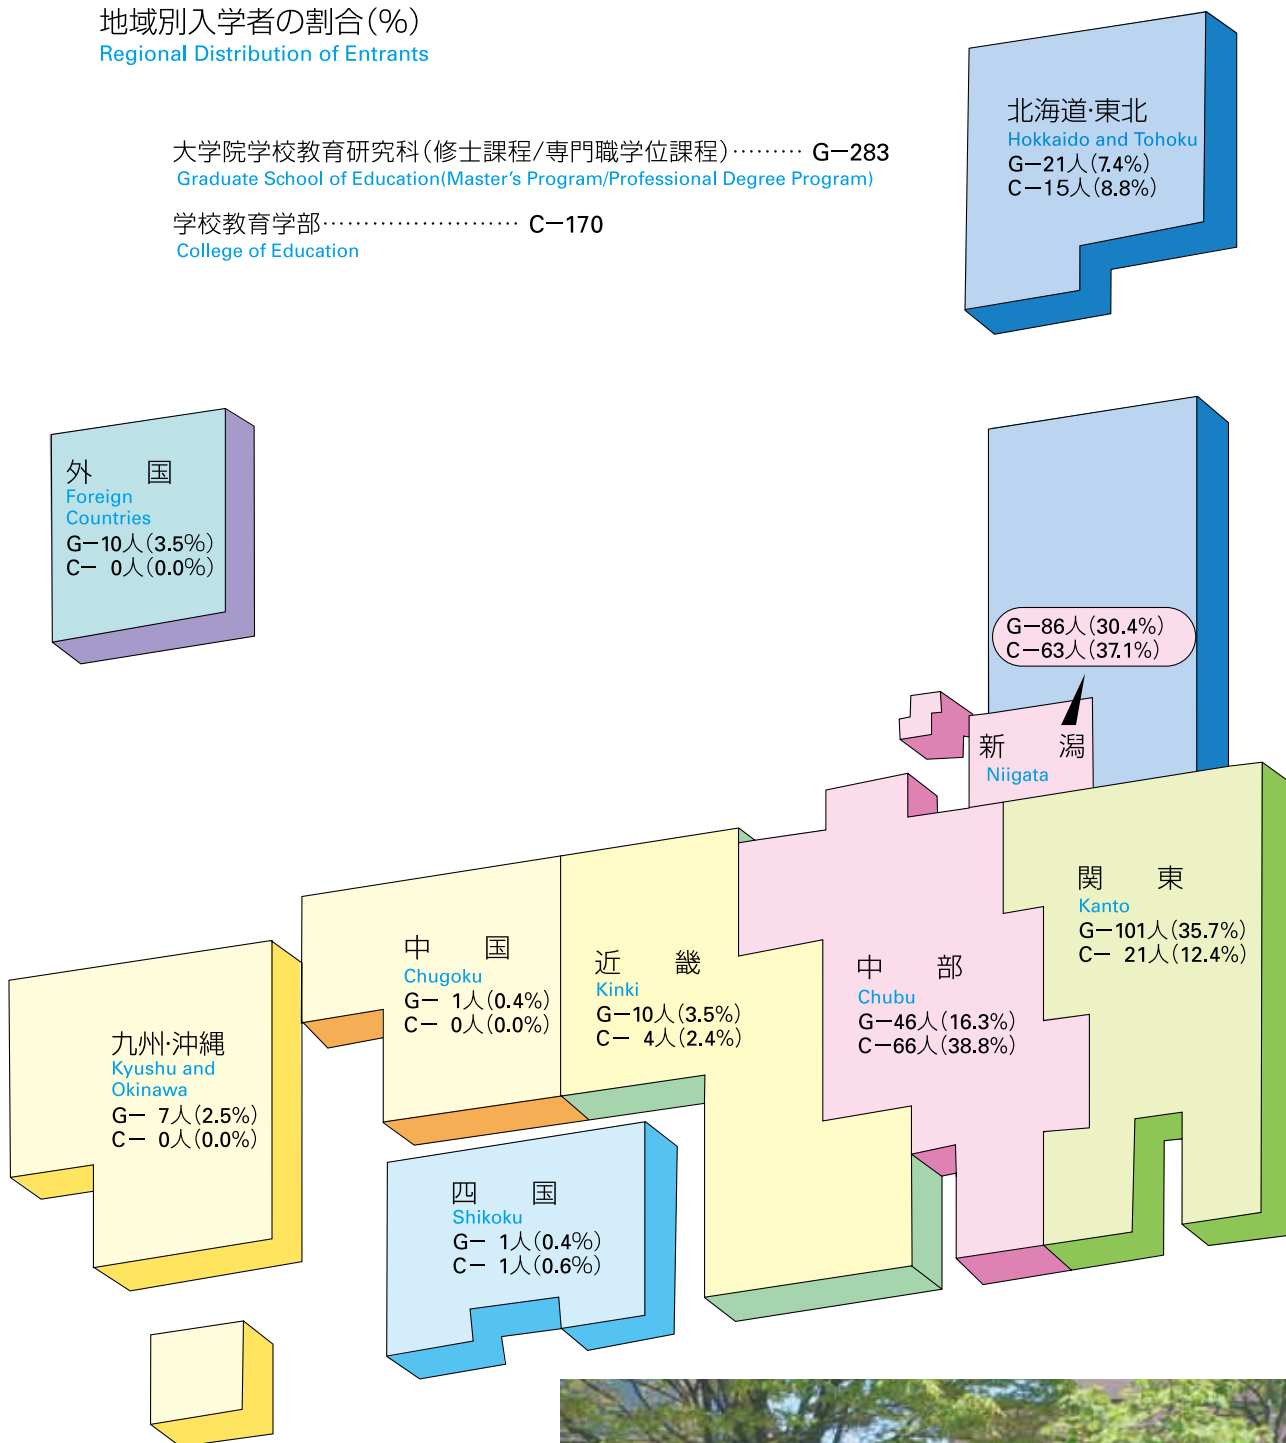 地域別入学者の割合(%)
Regional Distribution of Entrants
大学院学校教育研究科(修士課程/専門職学位課程)‥‥‥ G－283
Graduate School of Education(Master's Program/Professional Degree Program)
学校教育学部‥‥‥‥‥‥‥‥‥ C－170
College of Education
北海道・東北
Hokkaido and Tohoku
G－21人(7.4%)
C－15人(8.8%)
外 国
Foreign
Countries
G－10人(3.5%)
C－ 0人(0.0%)
G－86人(30.4%)
C－63人(37.1%)
新 潟
Niigata
関 東
Kanto
G－101人(35.7%)
C－ 21人(12.4%)
中 部
Chubu
G－46人(16.3%)
C－66人(38.8%)
近 畿
Kinki
G－10人(3.5%)
C－ 4人(2.4%)
中 国
Chugoku
G－ 1人(0.4%)
C－ 0人(0.0%)
九州・沖縄
Kyushu and
Okinawa
G－ 7人(2.5%)
C－ 0人(0.0%)
四 国
Shikoku
G－ 1人(0.4%)
C－ 1人(0.6%)